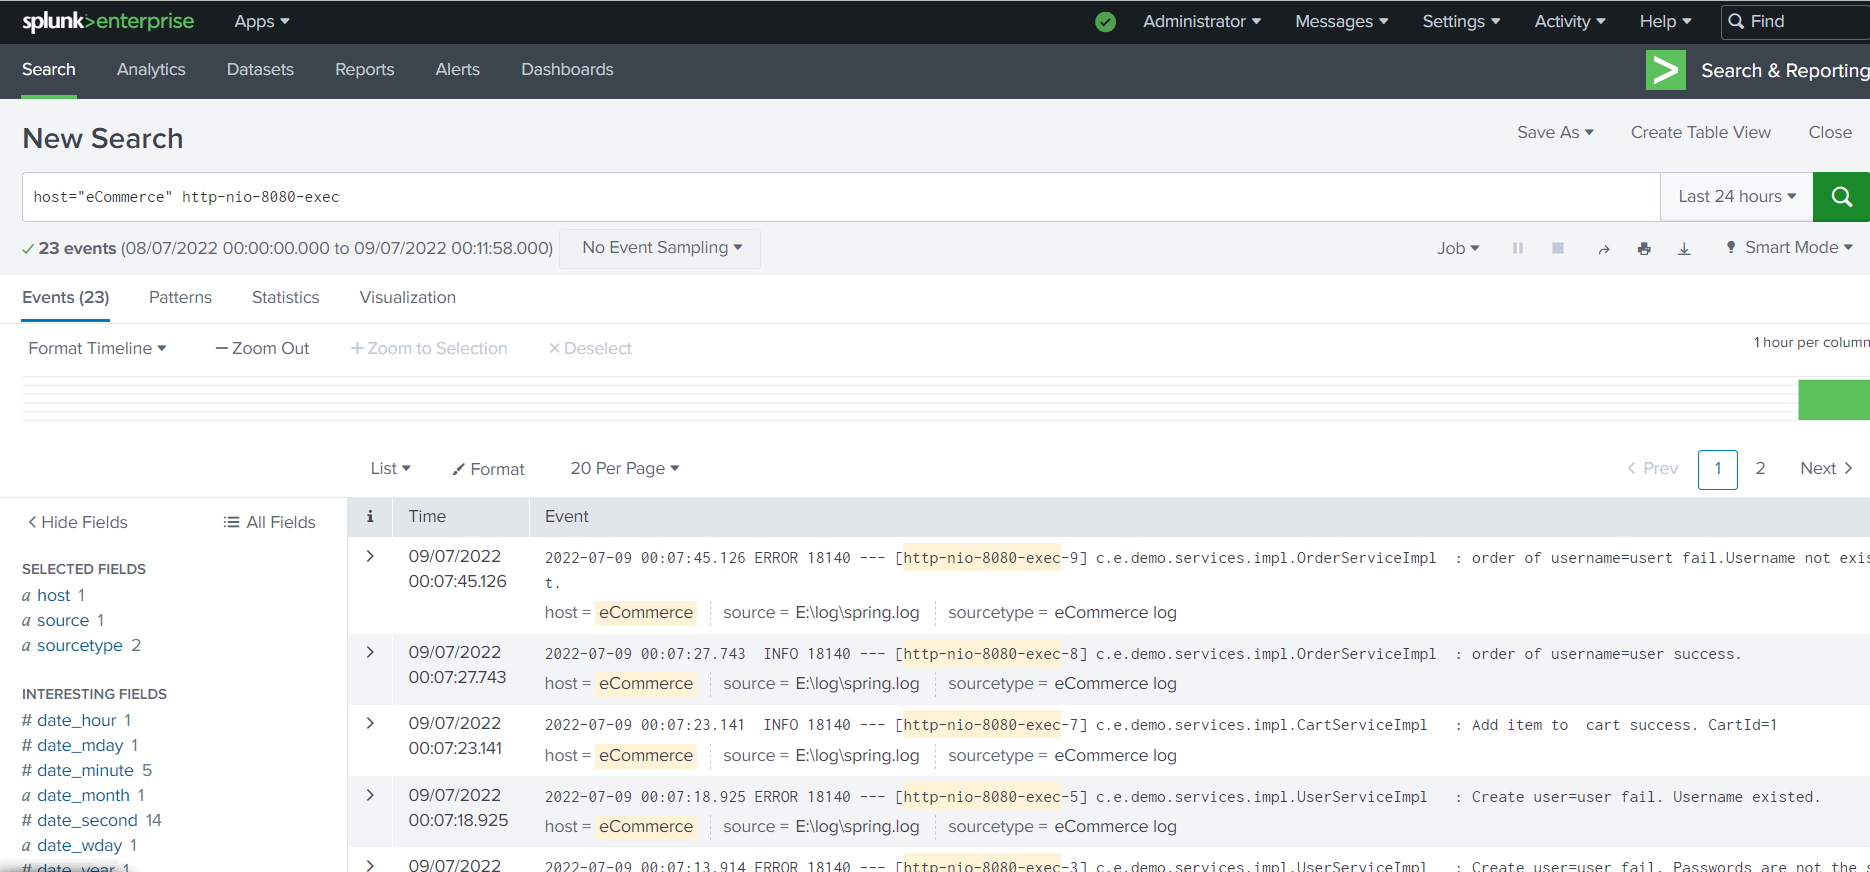 splunk>enterprise Apps Administrator Messages Settings Activity Help Find
Search Analytics Datasets Reports Alerts Dashboards Search & Reporting
New Search
Save As Create Table View Close
host="eCommerce" http-nio-8080-exec
Last 24 hours
23 events (08/07/2022 00:00:00.000 to 09/07/2022 00:11:58.000) No Event Sampling
Job Smart Mode
Events (23) Patterns Statistics Visualization
Format Timeline — Zoom Out + Zoom to Selection × Deselect
1 hour per column
List Format 20 Per Page
< Prev 1 2 Next >
< Hide Fields All Fields
SELECTED FIELDS
a host 1
a source 1
a sourcetype 2
INTERESTING FIELDS
# date_hour 1
# date_mday 1
# date_minute 5
a date_month 1
# date_second 14
a date_wday 1
# date_year 1
i Time Event
> 09/07/2022 00:07:45.126
2022-07-09 00:07:45.126 ERROR 18140 --- [http-nio-8080-exec-9] c.e.demo.services.impl.OrderServiceImpl : order of username=usert fail.Username not exis
t.
host = eCommerce source = E:\log\spring.log sourcetype = eCommerce log
> 09/07/2022 00:07:27.743
2022-07-09 00:07:27.743 INFO 18140 --- [http-nio-8080-exec-8] c.e.demo.services.impl.OrderServiceImpl : order of username=user success.
host = eCommerce source = E:\log\spring.log sourcetype = eCommerce log
> 09/07/2022 00:07:23.141
2022-07-09 00:07:23.141 INFO 18140 --- [http-nio-8080-exec-7] c.e.demo.services.impl.CartServiceImpl : Add item to cart success. CartId=1
host = eCommerce source = E:\log\spring.log sourcetype = eCommerce log
> 09/07/2022 00:07:18.925
2022-07-09 00:07:18.925 ERROR 18140 --- [http-nio-8080-exec-5] c.e.demo.services.impl.UserServiceImpl : Create user=user fail. Username existed.
host = eCommerce source = E:\log\spring.log sourcetype = eCommerce log
> 09/07/2022
2022-07-09 00:07:13.914 ERROR 18140 --- [http-nio-8080-exec-3] c.e.demo.services.impl.UserServiceImpl : Create user=user fail. Passwords are not the s